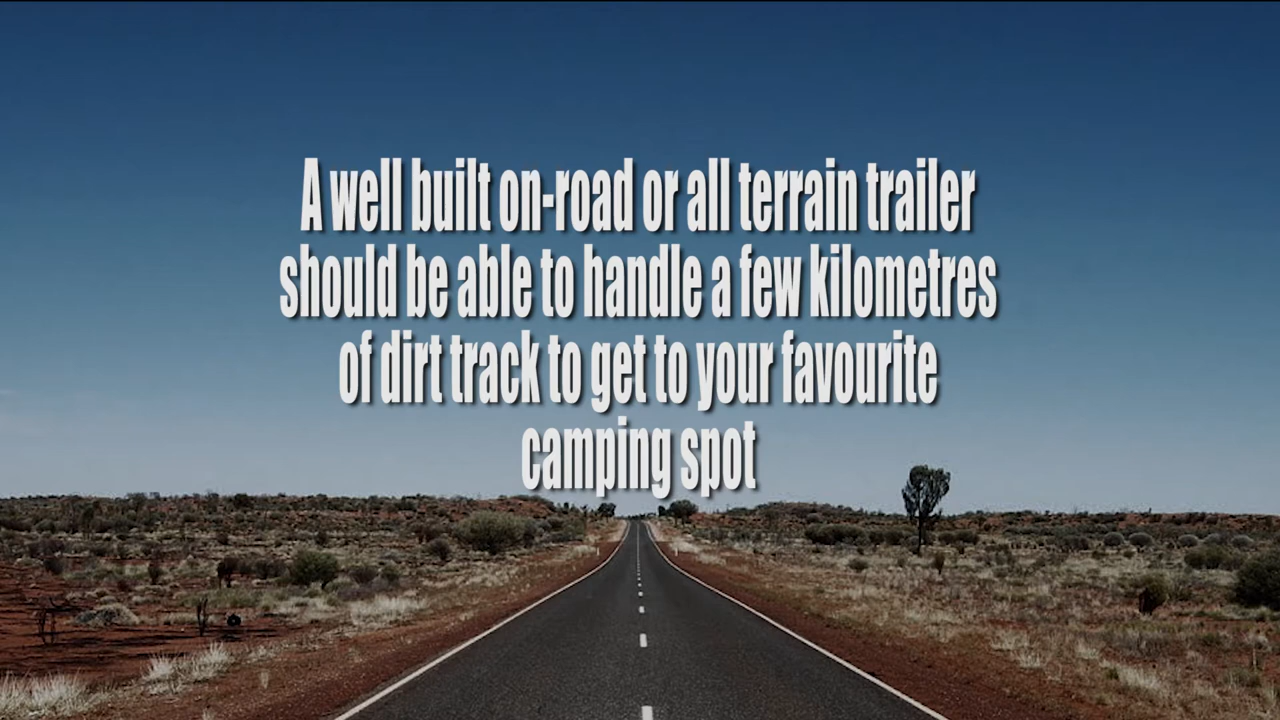 A well built on-road or all terrain trailer
should be able to handle a few kilometres
of dirt track to get to your favourite
camping spot